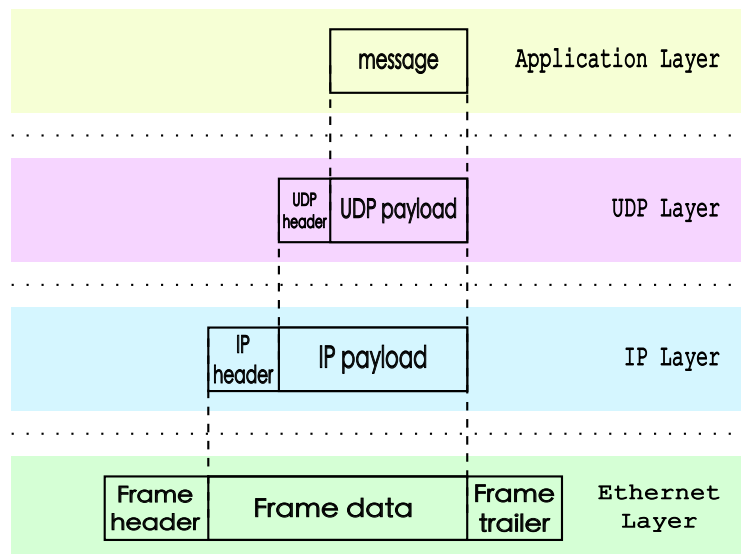 message
Application Layer
UDP
header
UDP payload
UDP Layer
IP
header
IP payload
IP Layer
Frame
header
Frame data
Frame
trailer
Ethernet
Layer